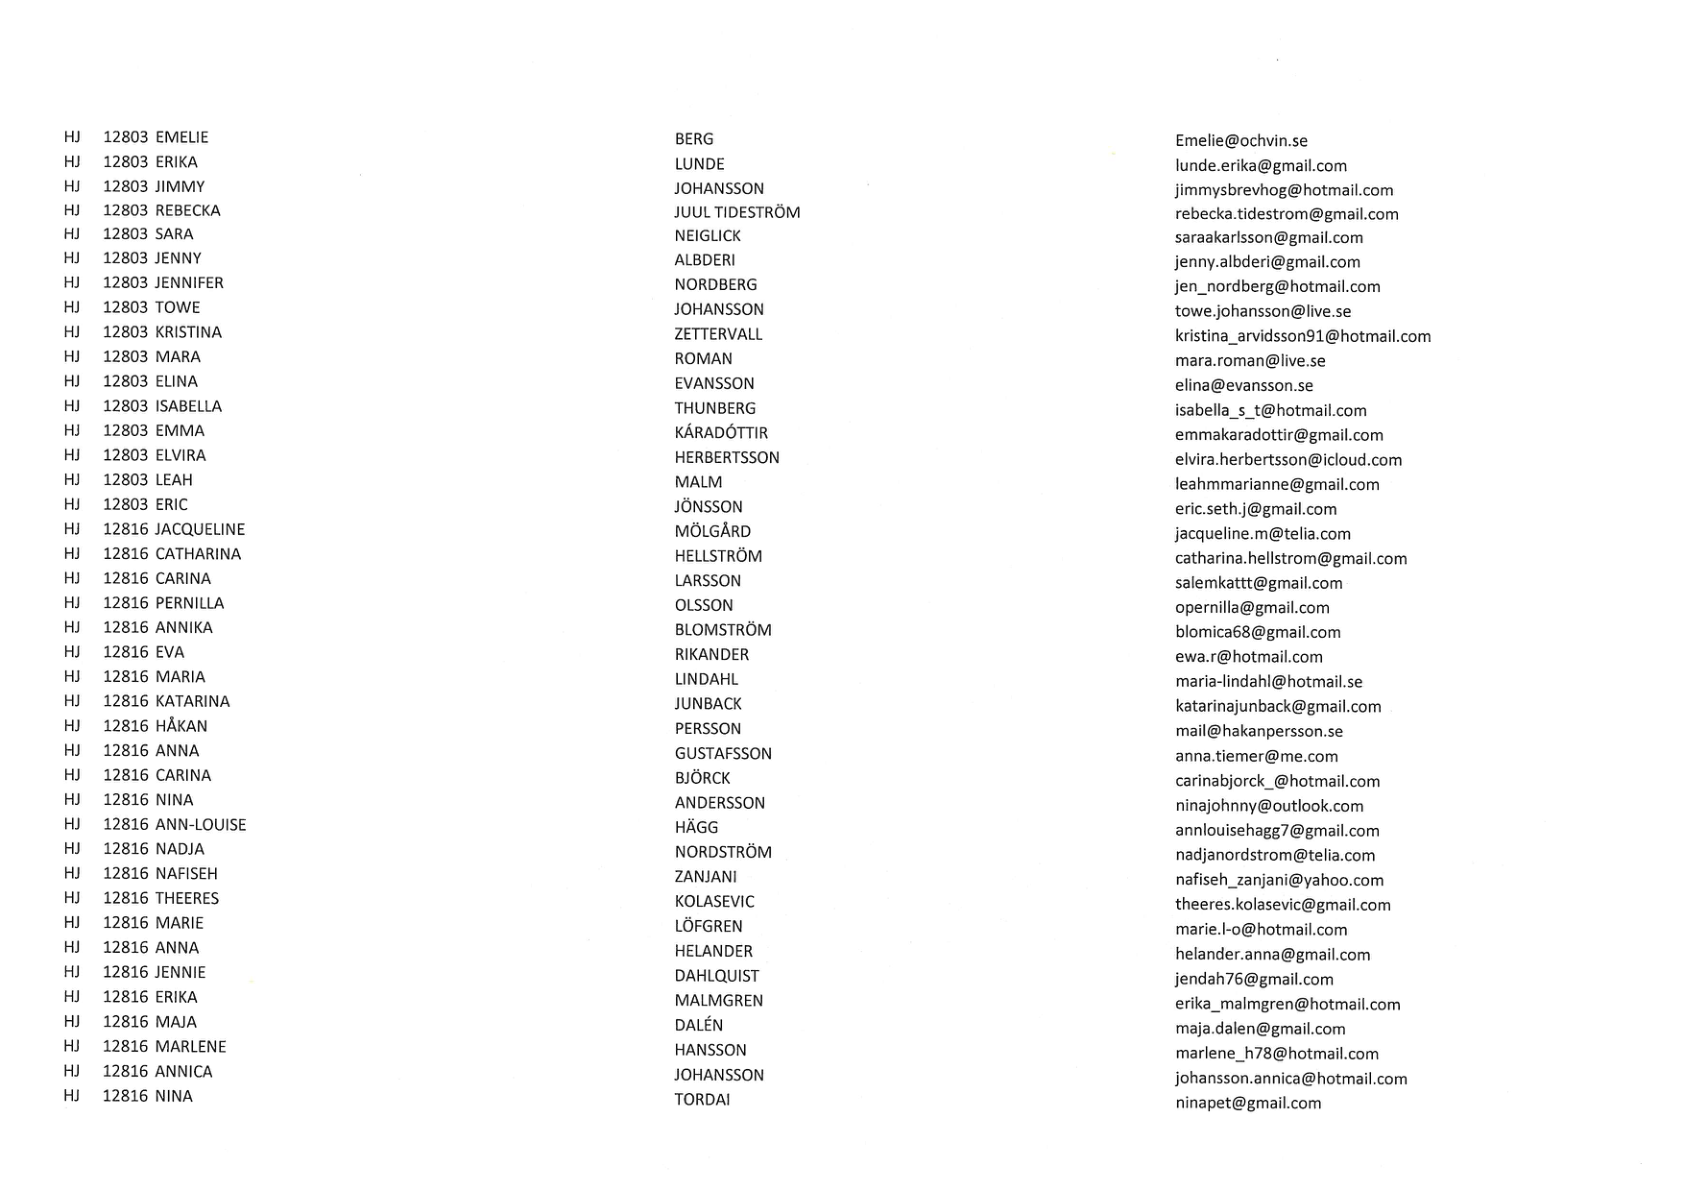 HJ 12803 EMELIE BERG Emelie@ochvin.se
HJ 12803 ERIKA LUNDE lunde.erika@gmail.com
HJ 12803 JIMMY JOHANSSON jimmysbrevhog@hotmail.com
HJ 12803 REBECKA JUUL TIDESTRÖM rebecka.tidestrom@gmail.com
HJ 12803 SARA NEIGLICK saraakarlsson@gmail.com
HJ 12803 JENNY ALBDERI jenny.albderi@gmail.com
HJ 12803 JENNIFER NORDBERG jen_nordberg@hotmail.com
HJ 12803 TOWE JOHANSSON towe.johansson@live.se
HJ 12803 KRISTINA ZETTERVALL kristina_arvidsson91@hotmail.com
HJ 12803 MARA ROMAN mara.roman@live.se
HJ 12803 ELINA EVANSSON elina@evansson.se
HJ 12803 ISABELLA THUNBERG isabella_s_t@hotmail.com
HJ 12803 EMMA KÁRADÓTTIR emmakaradottir@gmail.com
HJ 12803 ELVIRA HERBERTSSON elvira.herbertsson@icloud.com
HJ 12803 LEAH MALM leahmmarianne@gmail.com
HJ 12803 ERIC JÖNSSON eric.seth.j@gmail.com
HJ 12816 JACQUELINE MÖLGÅRD jacqueline.m@telia.com
HJ 12816 CATHARINA HELLSTRÖM catharina.hellstrom@gmail.com
HJ 12816 CARINA LARSSON salemkattt@gmail.com
HJ 12816 PERNILLA OLSSON opernilla@gmail.com
HJ 12816 ANNIKA BLOMSTRÖM blomica68@gmail.com
HJ 12816 EVA RIKANDER ewa.r@hotmail.com
HJ 12816 MARIA LINDAHL maria-lindahl@hotmail.se
HJ 12816 KATARINA JUNBACK katarinajunback@gmail.com
HJ 12816 HÅKAN PERSSON mail@hakanpersson.se
HJ 12816 ANNA GUSTAFSSON anna.tiemer@me.com
HJ 12816 CARINA BJÖRCK carinabjorck_@hotmail.com
HJ 12816 NINA ANDERSSON ninajohnny@outlook.com
HJ 12816 ANN-LOUISE HÄGG annlouisehagg7@gmail.com
HJ 12816 NADJA NORDSTRÖM nadjanordstrom@telia.com
HJ 12816 NAFISEH ZANJANI nafiseh_zanjani@yahoo.com
HJ 12816 THEERES KOLASEVIC theeres.kolasevic@gmail.com
HJ 12816 MARIE LÖFGREN marie.l-o@hotmail.com
HJ 12816 ANNA HELANDER helander.anna@gmail.com
HJ 12816 JENNIE DAHLQUIST jendah76@gmail.com
HJ 12816 ERIKA MALMGREN erika_malmgren@hotmail.com
HJ 12816 MAJA DALÉN maja.dalen@gmail.com
HJ 12816 MARLENE HANSSON marlene_h78@hotmail.com
HJ 12816 ANNICA JOHANSSON johansson.annica@hotmail.com
HJ 12816 NINA TORDAI ninapet@gmail.com